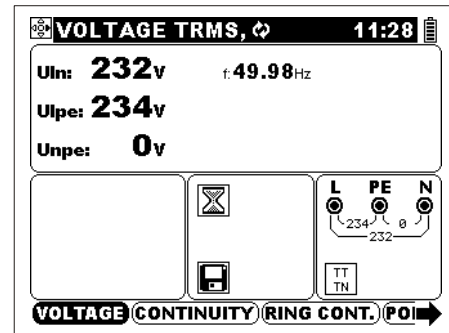 VOLTAGE TRMS, 11:28
Uln: 232v f:49.98Hz
Ulpe: 234v
Unpe: 0v
L PE N
234 0
232
TT
TN
VOLTAGE CONTINUITY RING CONT.